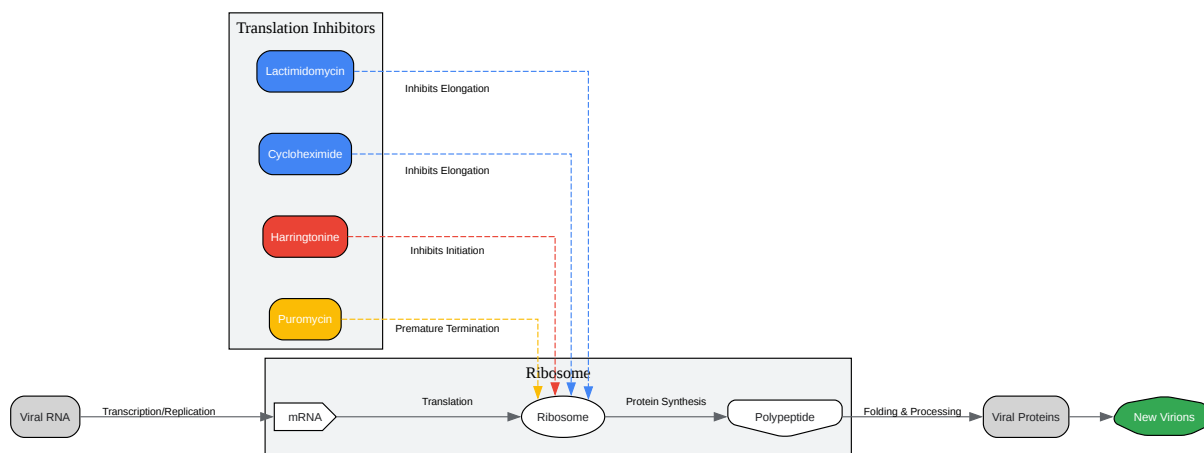 Translation Inhibitors
Lactimidomycin
Inhibits Elongation
Cycloheximide
Inhibits Elongation
Harringtonine
Inhibits Initiation
Puromycin
Premature Termination
Ribosome
Viral RNA
Transcription/Replication
mRNA
Translation
Ribosome
Protein Synthesis
Polypeptide
Folding & Processing
Viral Proteins
New Virions